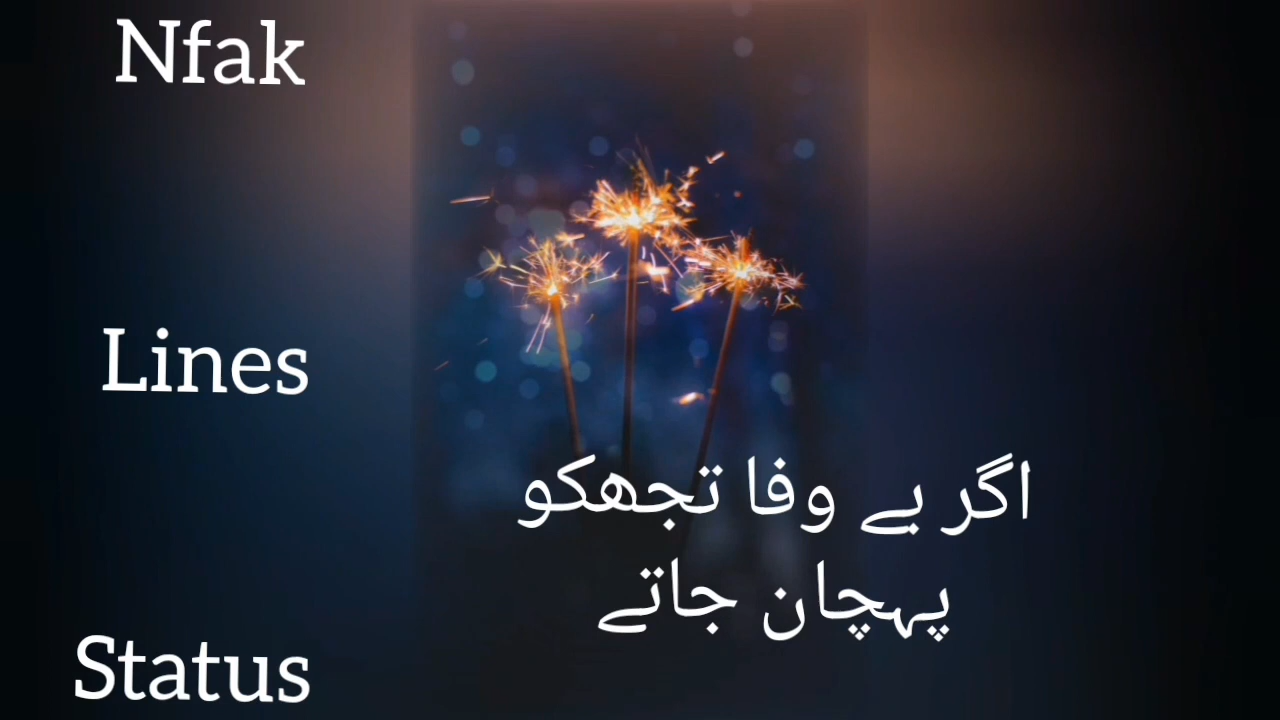 Nfak
Lines
Status
اگر بے وفا تجھکو
پہچان جاتے